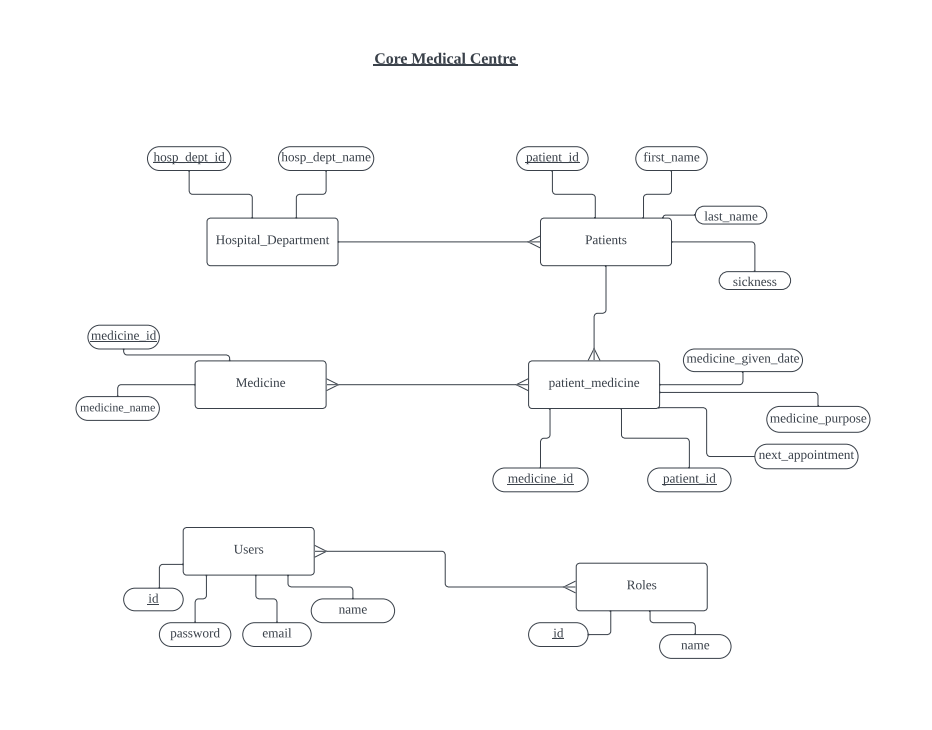 Core Medical Centre
hosp_dept_id
hosp_dept_name
patient_id
first_name
last_name
Hospital_Department
Patients
sickness
medicine_id
Medicine
patient_medicine
medicine_given_date
medicine_name
medicine_purpose
next_appointment
medicine_id
patient_id
Users
Roles
id
name
password
email
id
name